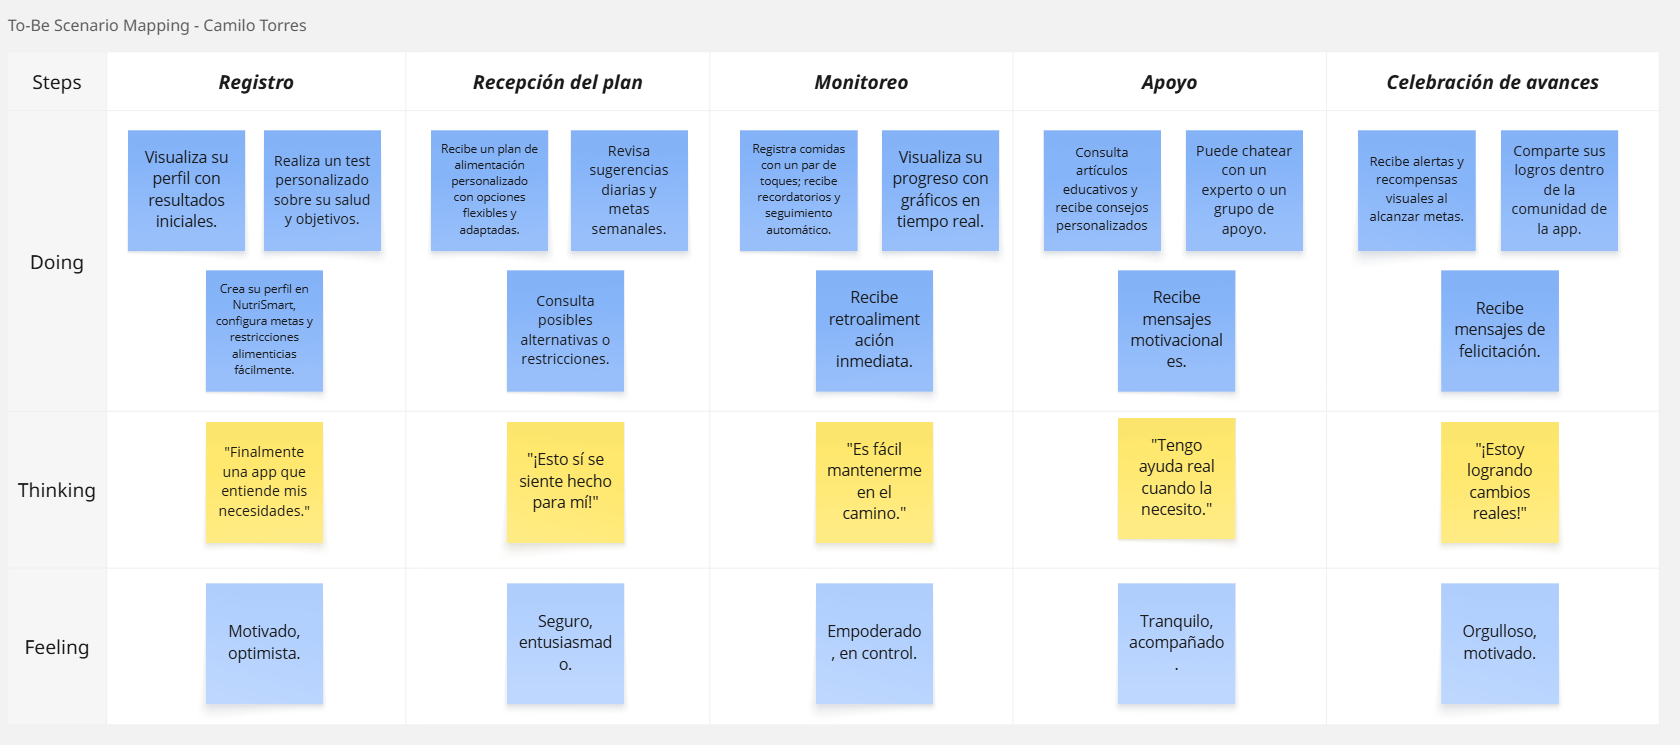 To-Be Scenario Mapping - Camilo Torres
Steps
Registro
Recepción del plan
Monitoreo
Apoyo
Celebración de avances
Doing
Visualiza su
perfil con
resultados
iniciales.
Realiza un test
personalizado
sobre su salud
y objetivos.
Crea su perfil en
NutriSmart,
configura metas y
restricciones
alimenticias
fácilmente.
Recibe un plan de
alimentación
personalizado
con opciones
flexibles y
adaptadas.
Revisa
sugerencias
diarias y
metas
semanales.
Consulta
posibles
alternativas o
restricciones.
Registra comidas
con un par de
toques; recibe
recordatorios y
seguimiento
automático.
Visualiza su
progreso con
gráficos en
tiempo real.
Recibe
retroaliment
ación
inmediata.
Consulta
artículos
educativos y
recibe consejos
personalizados
Puede chatear
con un
experto o un
grupo de
apoyo.
Recibe
mensajes
motivacional
es.
Recibe alertas y
recompensas
visuales al
alcanzar metas.
Comparte sus
logros dentro
de la
comunidad de
la app.
Recibe
mensajes de
felicitación.
Thinking
"Finalmente
una app que
entiende mis
necesidades."
"¡Esto sí se
siente hecho
para mí!"
"Es fácil
mantenerme
en el
camino."
"Tengo
ayuda real
cuando la
necesito."
"¡Estoy
logrando
cambios
reales!"
Feeling
Motivado,
optimista.
Seguro,
entusiasmad
o.
Empoderado
, en control.
Tranquilo,
acompañado
.
Orgulloso,
motivado.